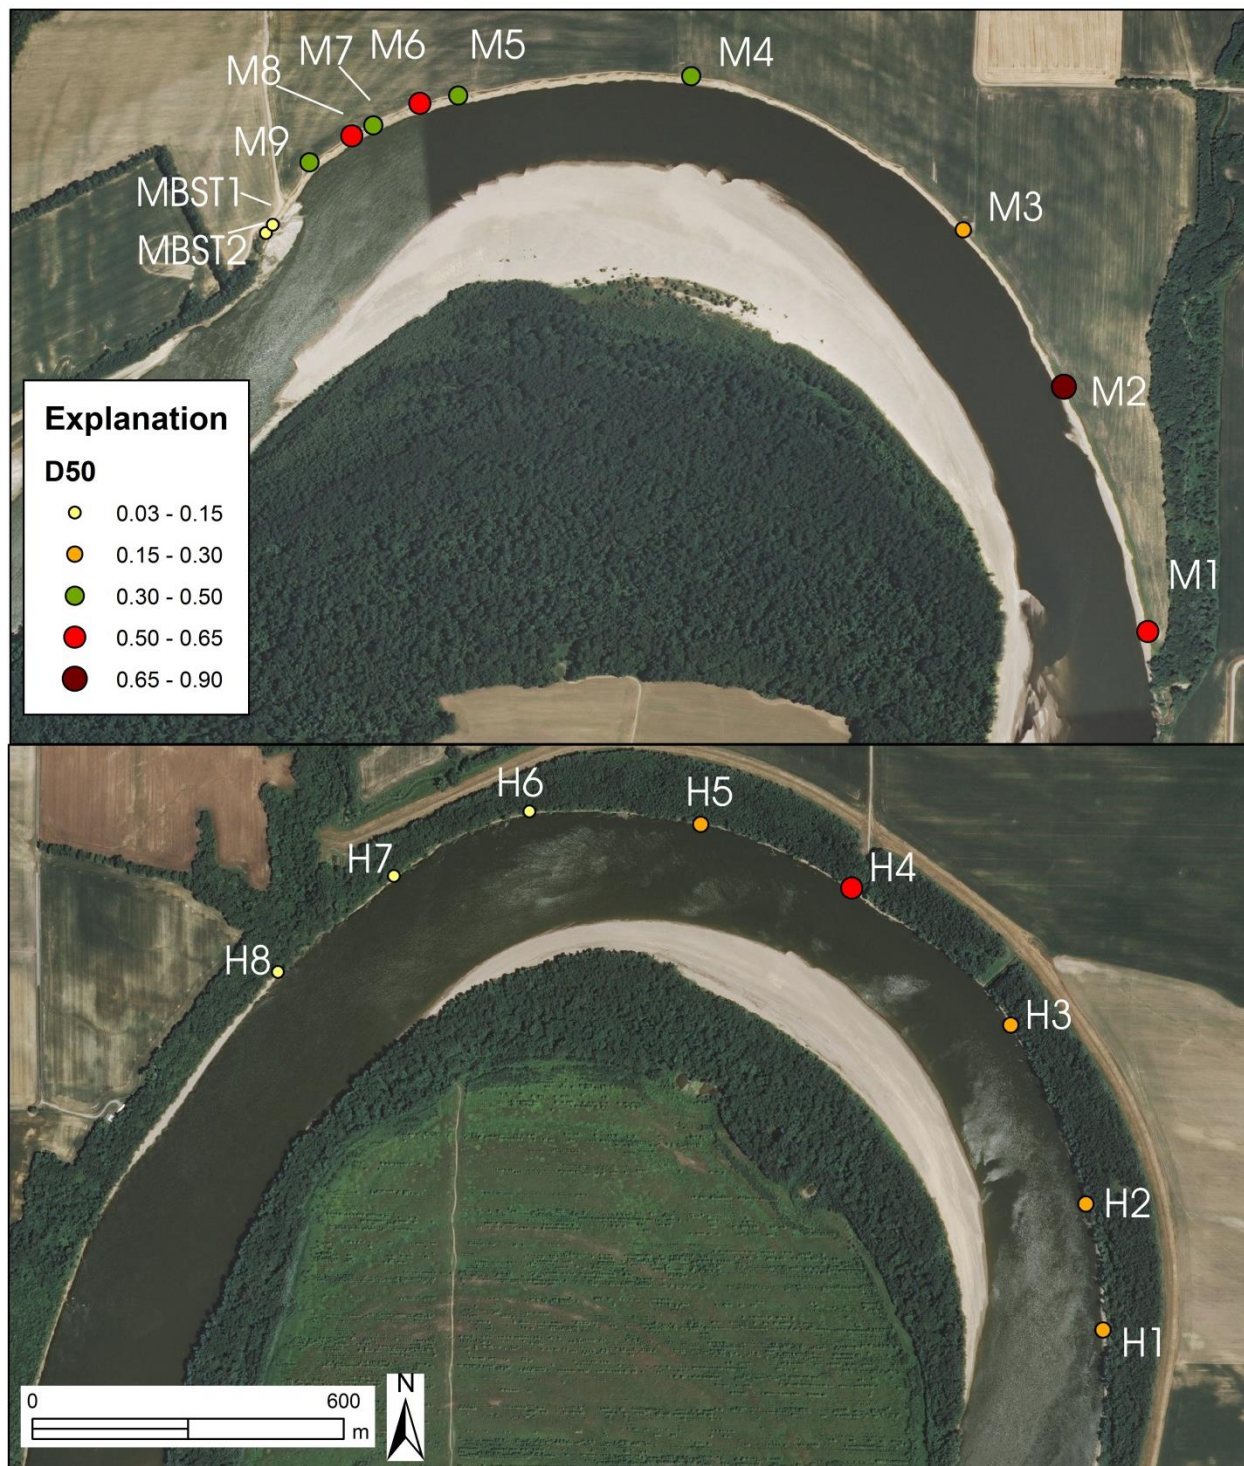 M6
M5
M7
M4
M8
M9
MBST1
M3
MBST2
M2
Explanation
D50
0.03 - 0.15
0.15 - 0.30
0.30 - 0.50
0.50 - 0.65
0.65 - 0.90
M1
H6
H5
H7
H4
H8
H3
H2
H1
N
0 600
m